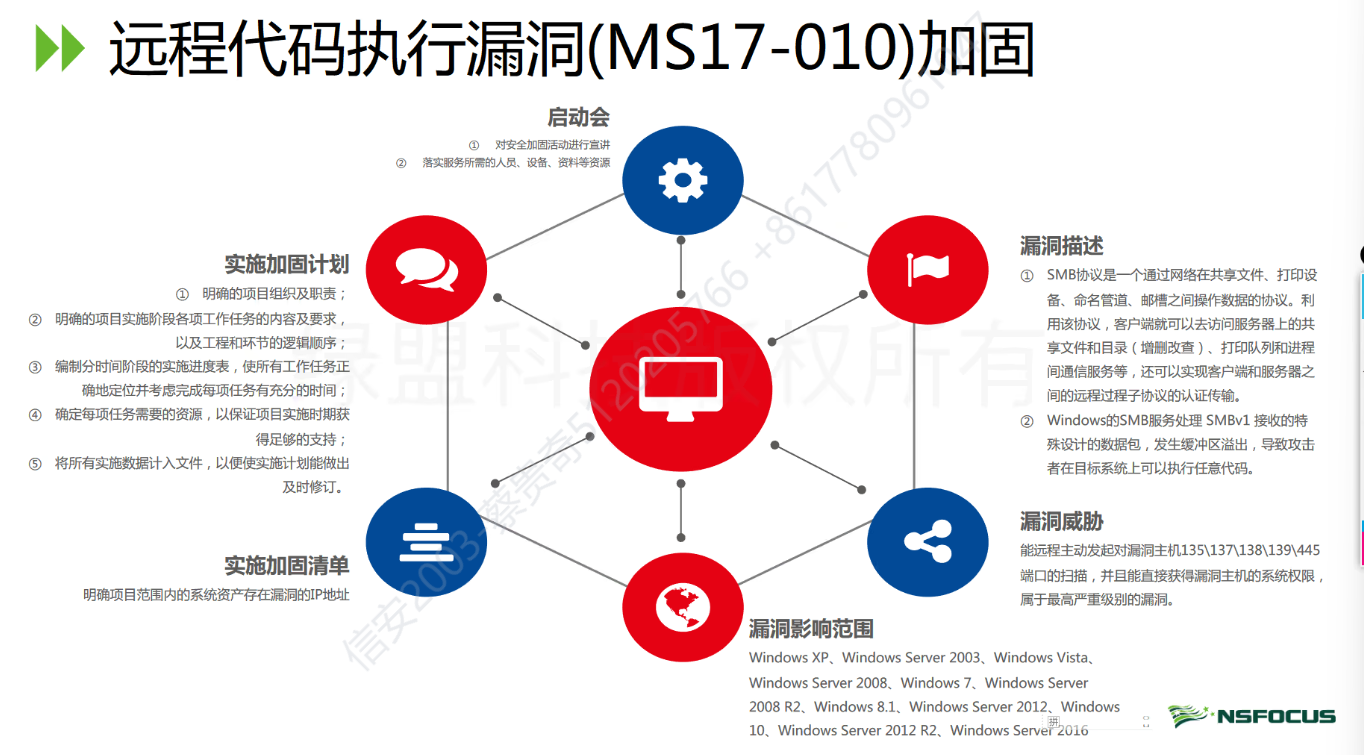 远程代码执行漏洞(MS17-010)加固
启动会
① 对安全加固活动进行宣讲
② 落实服务所需的人员、设备、资料等资源
实施加固计划
① 明确的项目组织及职责；
② 明确的项目实施阶段各项工作任务的内容及要求，
以及工程和环节的逻辑顺序；
③ 编制分时间阶段的实施进度表，使所有工作任务正
确地定位并考虑完成每项任务有充分的时间；
④ 确定每项任务需要的资源，以保证项目实施时期获
得足够的支持；
⑤ 将所有实施数据计入文件，以便使实施计划能做出
及时修订。
实施加固清单
明确项目范围内的系统资产存在漏洞的IP地址
漏洞描述
① SMB协议是一个通过网络在共享文件、打印设
备、命名管道、邮槽之间操作数据的协议。利
用该协议，客户端就可以去访问服务器上的共
享文件和目录（增删改查）、打印队列和进程
间通信服务等，还可以实现客户端和服务器之
间的远程过程子协议的认证传输。
② Windows的SMB服务处理 SMBv1 接收的特
殊设计的数据包，发生缓冲区溢出，导致攻击
者在目标系统上可以执行任意代码。
漏洞威胁
能远程主动发起对漏洞主机135\137\138\139\445
端口的扫描，并且能直接获得漏洞主机的系统权限，
属于最高严重级别的漏洞。
漏洞影响范围
Windows XP、Windows Server 2003、Windows Vista、
Windows Server 2008、Windows 7、Windows Server
2008 R2、Windows 8.1、Windows Server 2012、Windows
10、Windows Server 2012 R2、Windows Server 2016
NSFOCUS
绿盟科技版权所有